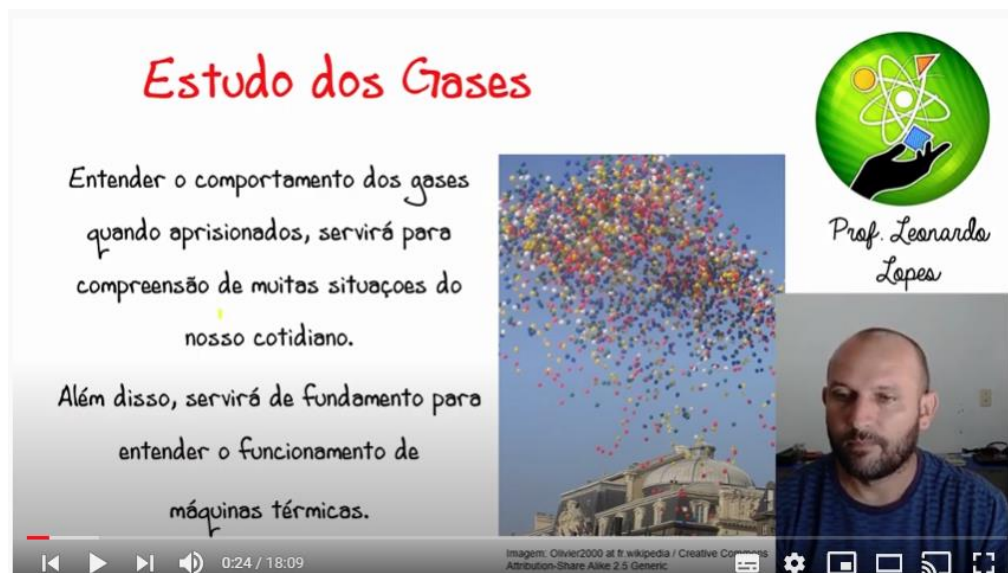 Estudo dos Gases
Entender o comportamento dos gases
quando aprisionados, servirá para
compreensão de muitas situaçoes do
nosso cotidiano.
Além disso, servirá de fundamento para
entender o funcionamento de
máquinas térmicas.
Prof. Leonardo
Lopes
Imagem: Olivier2000 at fr.wikipedia / Creative Commons
Attribution-Share Alike 2.5 Generic
0:24 / 18:09